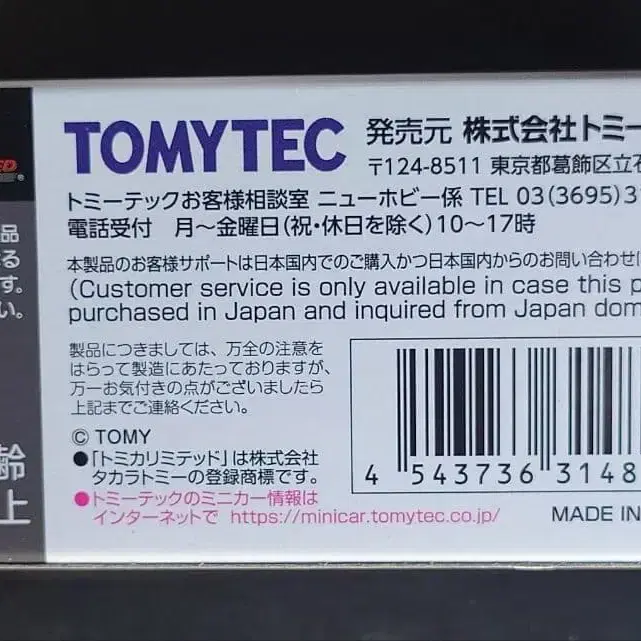 TOMYTEC 発売元 株式会社トミー
〒124-8511 東京都葛飾区立石
トミーテックお客様相談室 ニューホビー係 TEL 03(3695)3
電話受付 月～金曜日(祝・休日を除く)10～17時
本製品のお客様サポートは日本国内でのご購入かつ日本国内からのお問い合わせに
(Customer service is only available in case this p
purchased in Japan and inquired from Japan dom
製品につきましては、万全の注意を
はらって製造にあたっておりますが、
万一お気付きの点がございましたら
上記までご連絡ください。
© TOMY
●「トミカリミテッド」は株式会社
タカラトミーの登録商標です。
●トミーテックのミニカー情報は
インターネットで https://minicar.tomytec.co.jp/
4 543736 3148
MADE IN
ED
品
る
す。
い。
齢
上